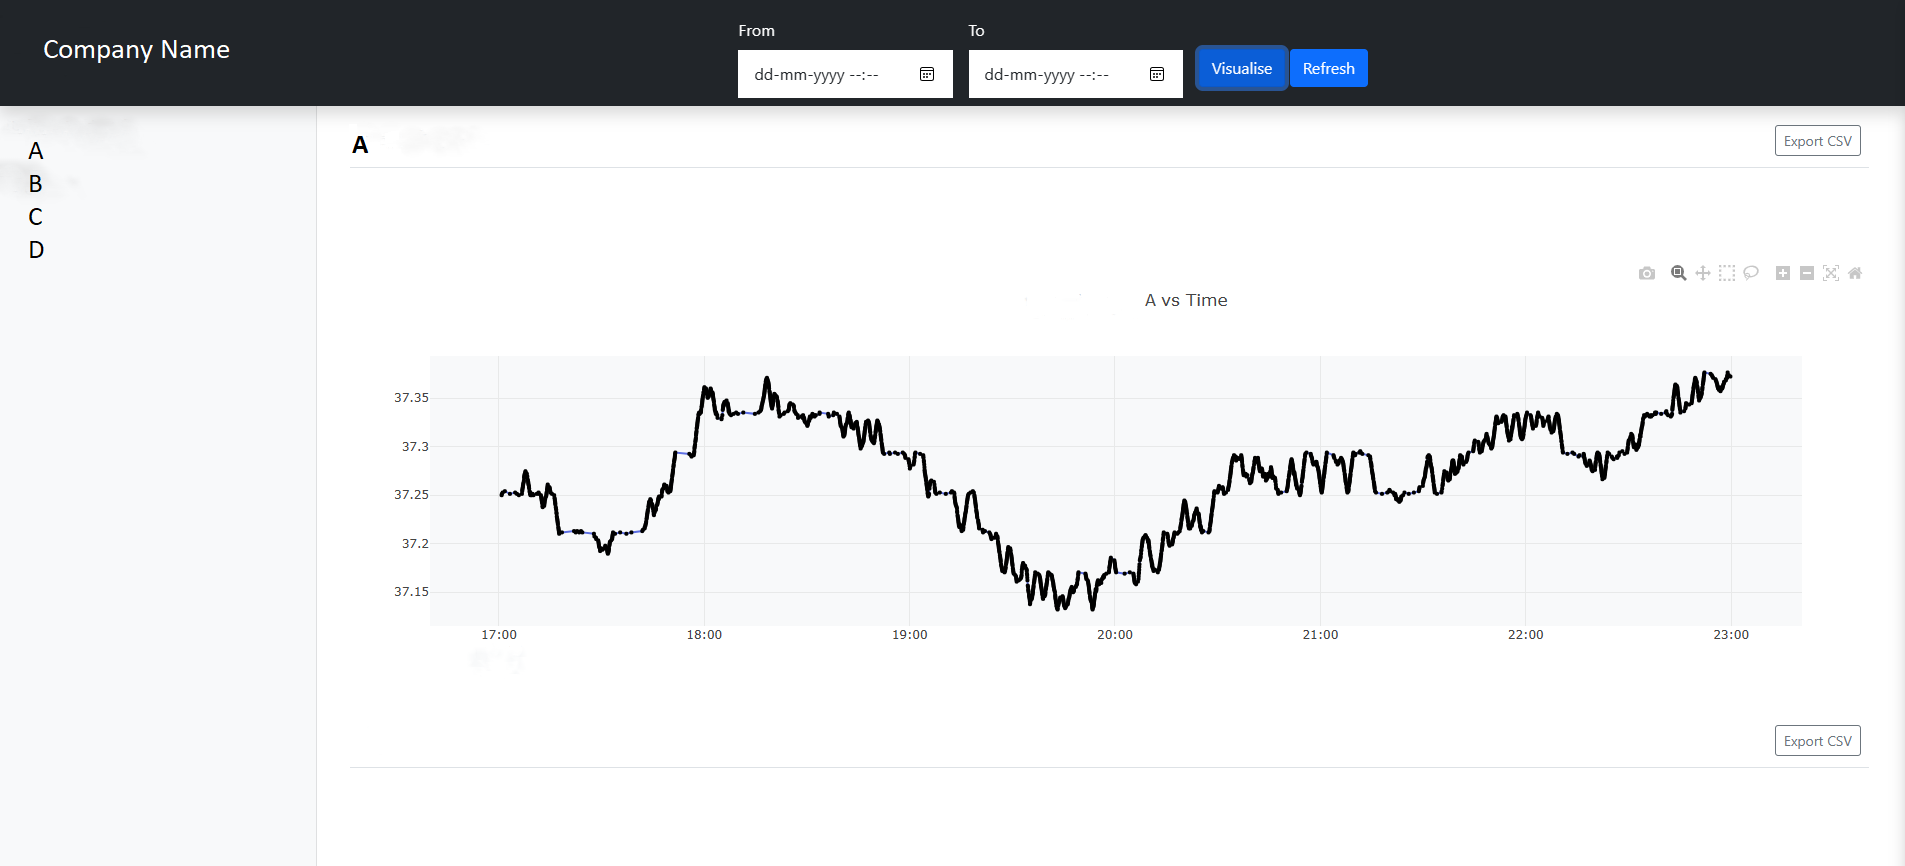 Company Name
From
To
dd-mm-yyyy --:--
dd-mm-yyyy --:--
Visualise
Refresh
A
B
C
D
A
Export CSV
A vs Time
37.35
37.3
37.25
37.2
37.15
17:00
18:00
19:00
20:00
21:00
22:00
23:00
Export CSV